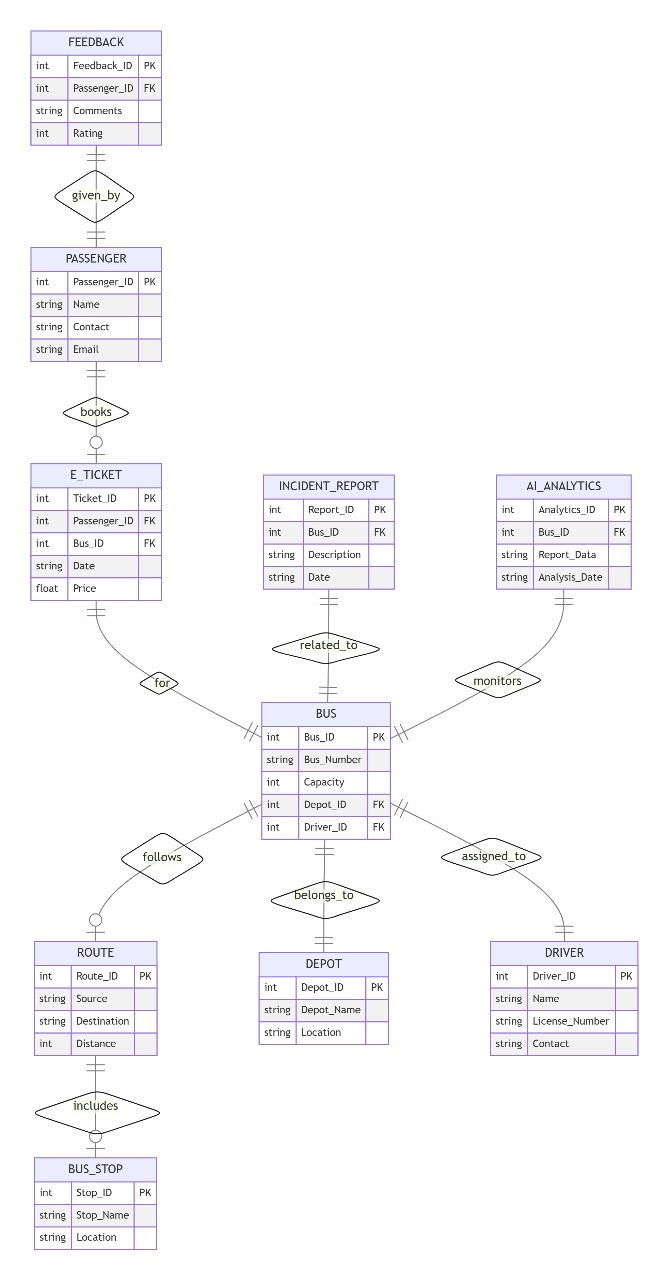 FEEDBACK
int Feedback_ID PK
int Passenger_ID FK
string Comments
int Rating
given_by
PASSENGER
int Passenger_ID PK
string Name
string Contact
string Email
books
E_TICKET
int Ticket_ID PK
int Passenger_ID FK
int Bus_ID FK
string Date
float Price
INCIDENT_REPORT
int Report_ID PK
int Bus_ID FK
string Description
string Date
AI_ANALYTICS
int Analytics_ID PK
int Bus_ID FK
string Report_Data
string Analysis_Date
for
related_to
monitors
BUS
int Bus_ID PK
string Bus_Number
int Capacity
int Depot_ID FK
int Driver_ID FK
follows
belongs_to
assigned_to
ROUTE
int Route_ID PK
string Source
string Destination
int Distance
DEPOT
int Depot_ID PK
string Depot_Name
string Location
DRIVER
int Driver_ID PK
string Name
string License_Number
string Contact
includes
BUS_STOP
int Stop_ID PK
string Stop_Name
string Location